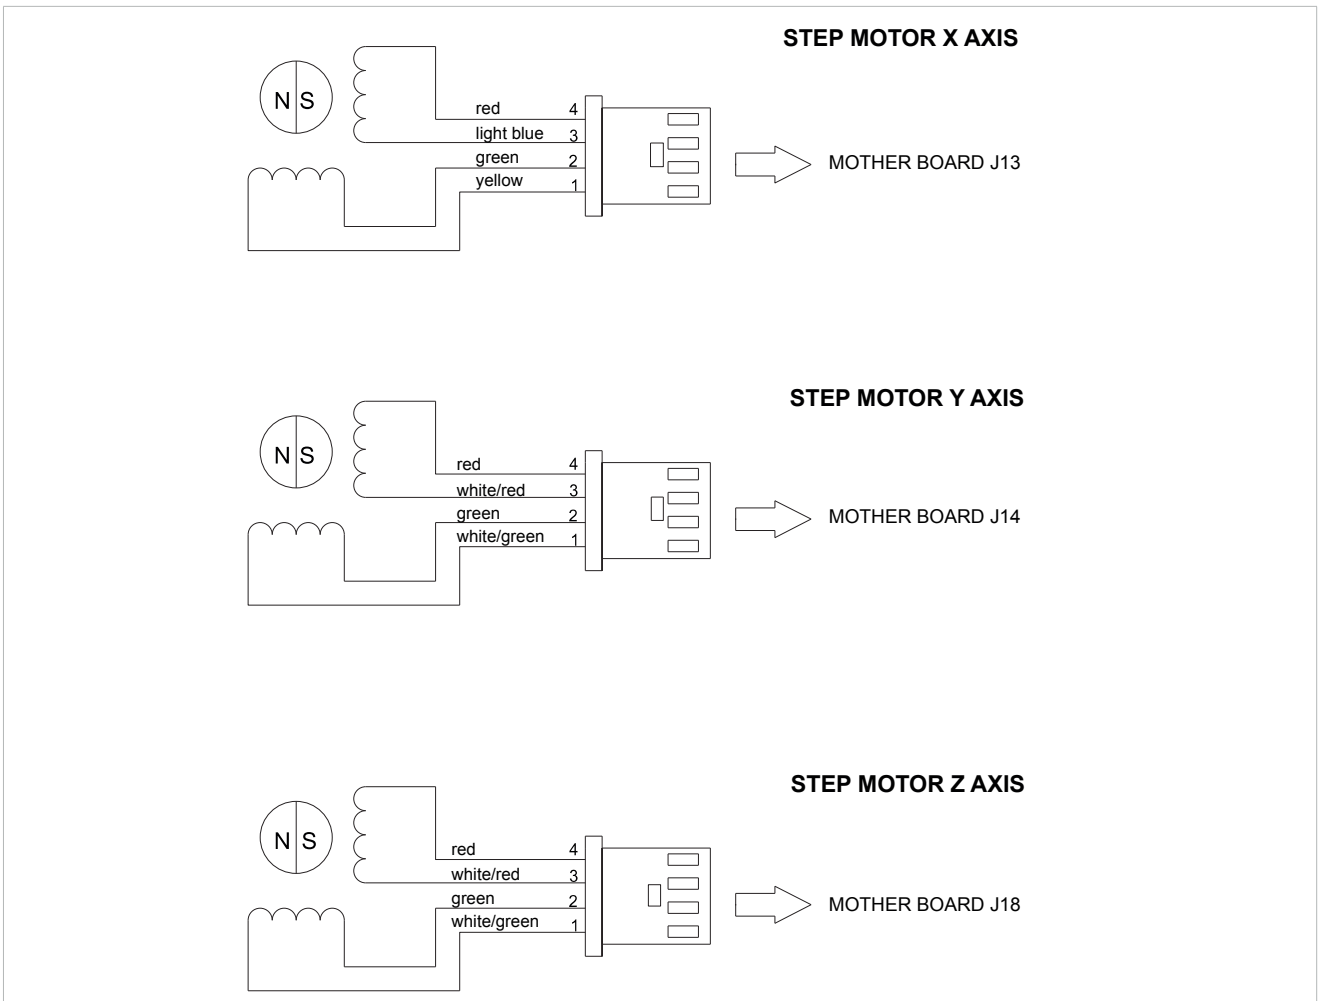 STEP MOTOR X AXIS
N S
red 4
light blue 3
green 2
yellow 1
MOTHER BOARD J13
STEP MOTOR Y AXIS
N S
red 4
white/red 3
green 2
white/green 1
MOTHER BOARD J14
STEP MOTOR Z AXIS
N S
red 4
white/red 3
green 2
white/green 1
MOTHER BOARD J18